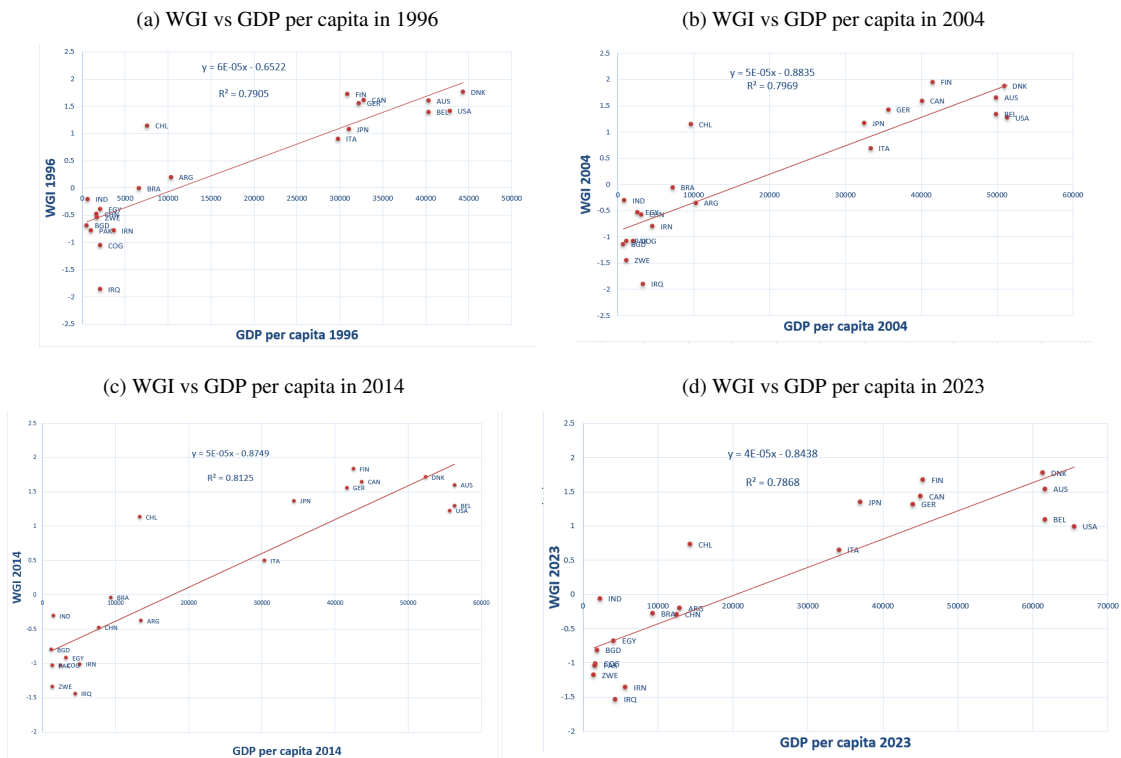 (a) WGI vs GDP per capita in 1996
2.5
2
1.5
1
0.5
0
-0.5
-1
-1.5
-2
-2.5
WGI 1996
y = 6E-05x - 0.6522
R² = 0.7905
FIN
CAN
GER
AUS
DNK
BEL
USA
CHL
JPN
ITA
ARG
BRA
IND
EGY
CHN
ZWE
BGD
PAK
IRN
COG
IRQ
0 5000 10000 15000 20000 25000 30000 35000 40000 45000 50000
GDP per capita 1996
(b) WGI vs GDP per capita in 2004
2.5
2
1.5
1
0.5
0
-0.5
-1
-1.5
-2
-2.5
WGI 2004
y = 5E-05x - 0.8835
R² = 0.7969
FIN
DNK
CAN
AUS
GER
BEL
USA
CHL
JPN
ITA
BRA
IND
ARG
EGY
CHN
IRN
PAK
COG
BGD
ZWE
IRQ
0 10000 20000 30000 40000 50000 60000
GDP per capita 2004
(c) WGI vs GDP per capita in 2014
2.5
2
1.5
1
0.5
0
-0.5
-1
-1.5
-2
WGI 2014
y = 5E-05x - 0.8749
R² = 0.8125
FIN
DNK
CAN
GER
AUS
JPN
BEL
USA
CHL
ITA
BRA
IND
ARG
CHN
BGD
EGY
PAK
COG
IRN
ZWE
IRQ
0 10000 20000 30000 40000 50000 60000
GDP per capita 2014
(d) WGI vs GDP per capita in 2023
2.5
2
1.5
1
0.5
0
-0.5
-1
-1.5
-2
WGI 2023
y = 4E-05x - 0.8438
R² = 0.7868
DNK
FIN
AUS
CAN
JPN
GER
BEL
USA
CHL
ITA
IND
ARG
BRA
CHN
EGY
BGD
COG
PAK
ZWE
IRN
IRQ
0 10000 20000 30000 40000 50000 60000 70000
GDP per capita 2023